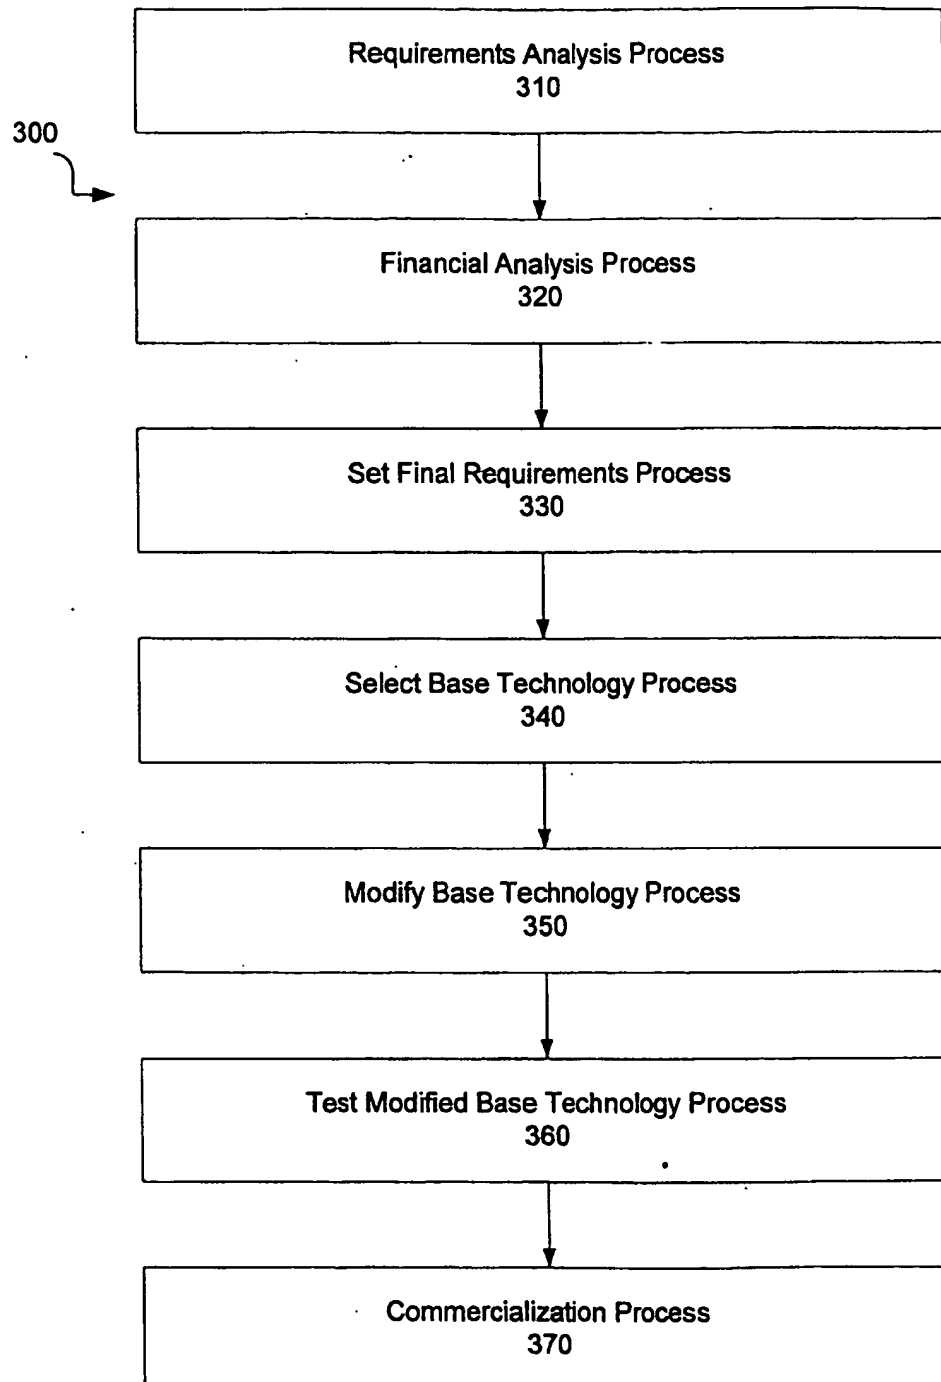 Requirements Analysis Process
310
300
Financial Analysis Process
320
Set Final Requirements Process
330
Select Base Technology Process
340
Modify Base Technology Process
350
Test Modified Base Technology Process
360
Commercialization Process
370